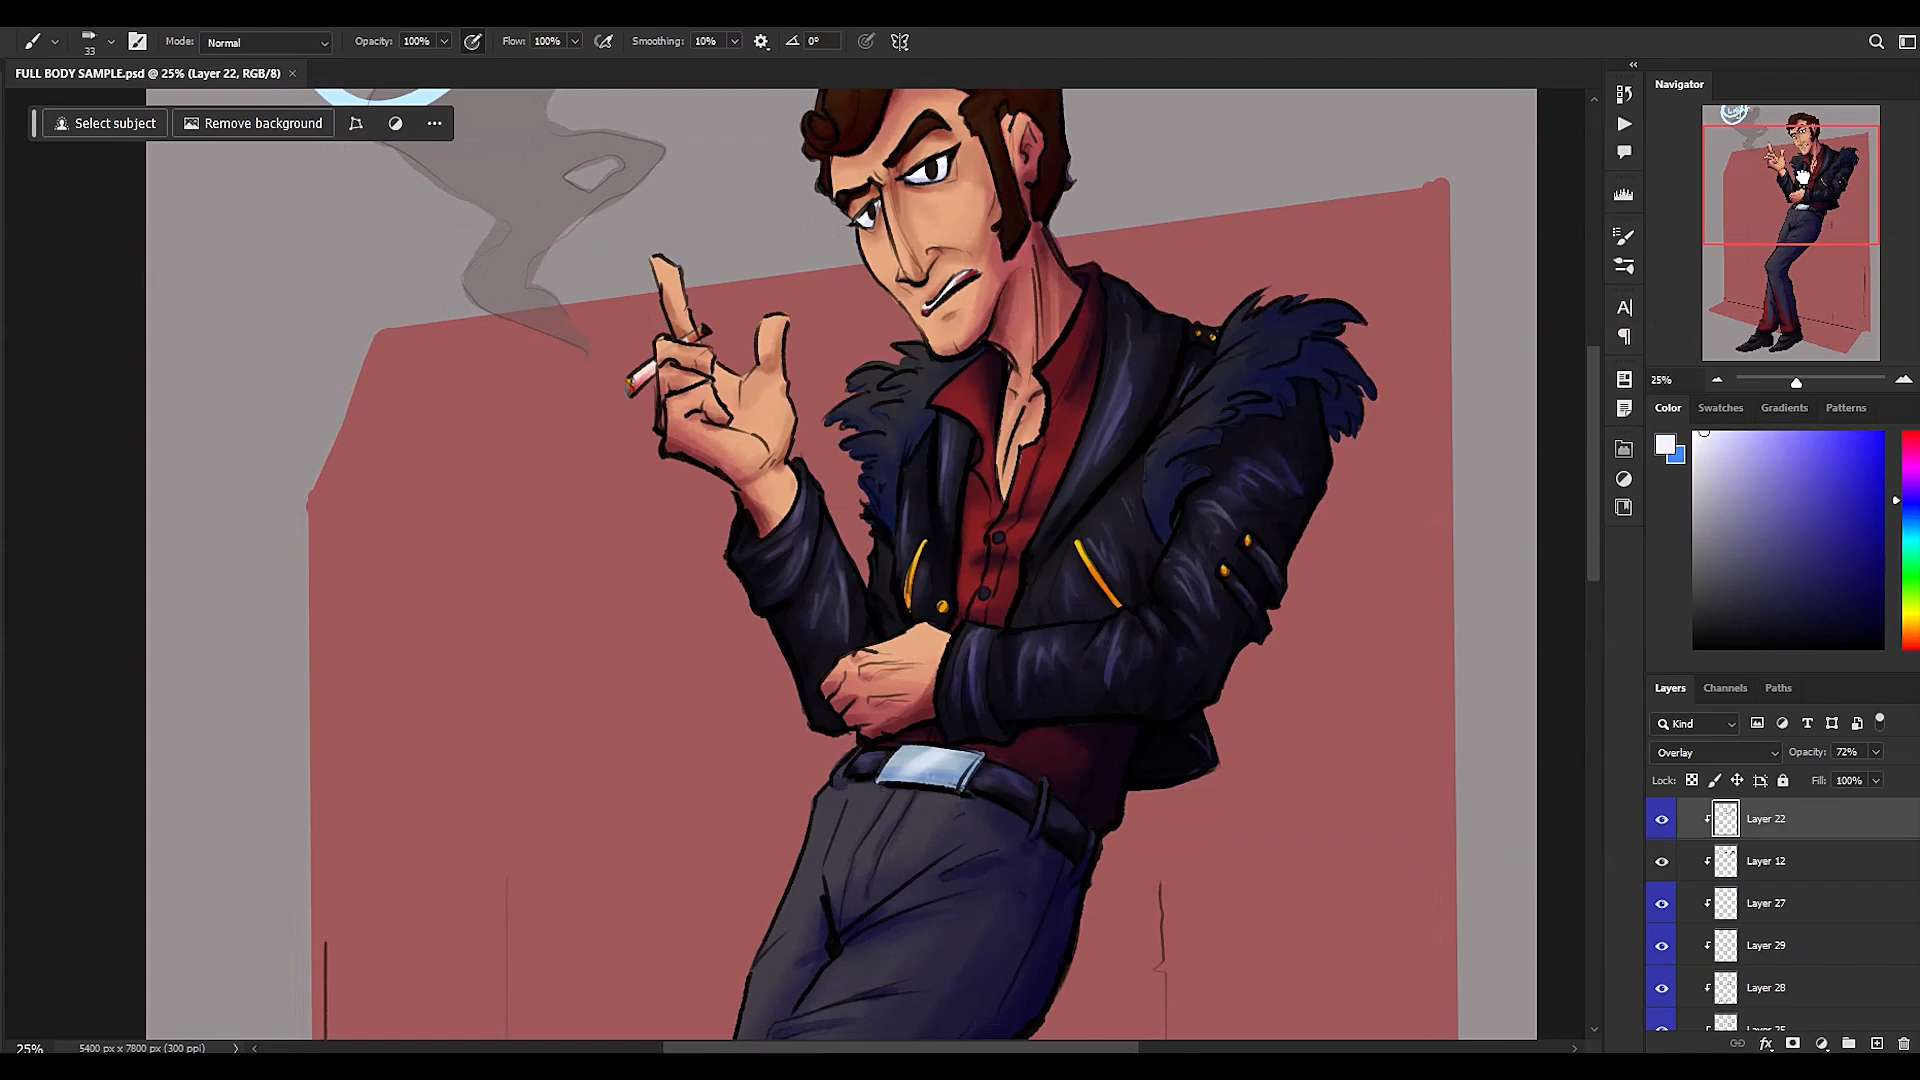 33
Mode: Normal
Opacity: 100%
Flow: 100%
Smoothing: 10%
0°
FULL BODY SAMPLE.psd @ 25% (Layer 22, RGB/8) ×
Select subject
Remove background
Navigator
25%
Color Swatches Gradients Patterns
Layers Channels Paths
Kind
Overlay
Opacity: 72%
Lock:
Fill: 100%
Layer 22
Layer 12
Layer 27
Layer 29
Layer 28
25%
5400 px x 7800 px (300 ppi)